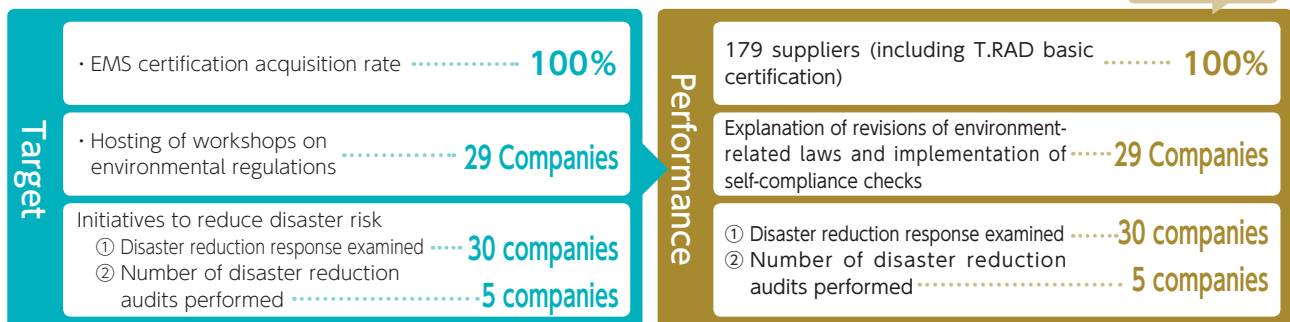 Target
・EMS certification acquisition rate 100%
・Hosting of workshops on
environmental regulations 29 Companies
Initiatives to reduce disaster risk
① Disaster reduction response examined 30 companies
② Number of disaster reduction
audits performed 5 companies
Performance
179 suppliers (including T.RAD basic
certification) 100%
Explanation of revisions of environment-
related laws and implementation of
self-compliance checks 29 Companies
① Disaster reduction response examined 30 companies
② Number of disaster reduction
audits performed 5 companies